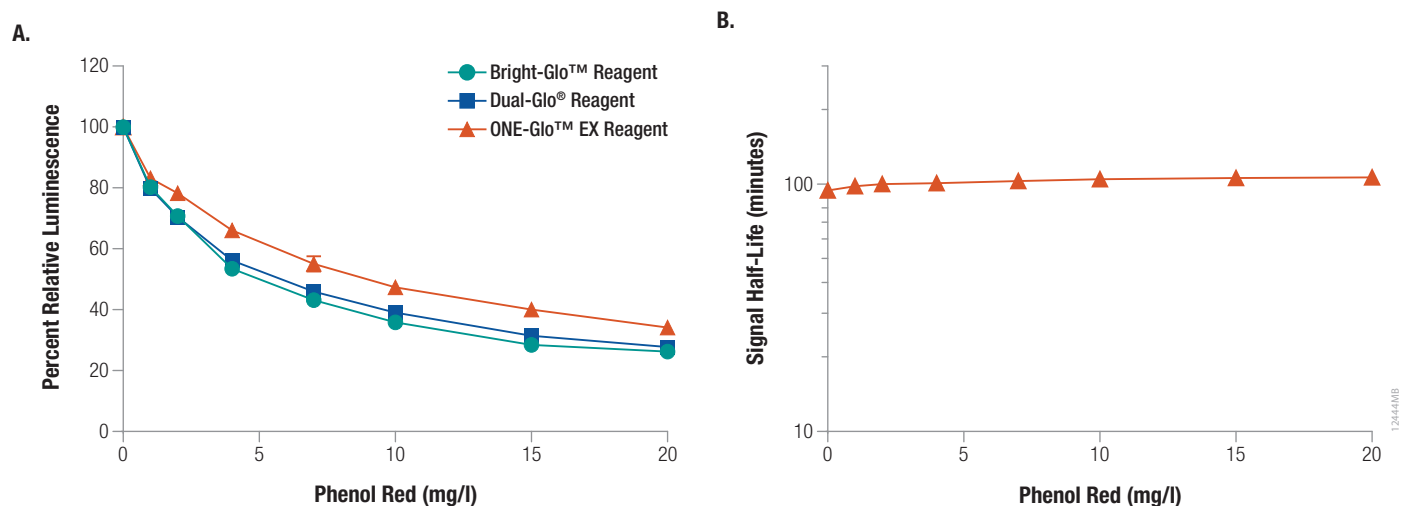 A.
120
100
80
60
40
20
0
0
5
10
15
20
Percent Relative Luminescence
Phenol Red (mg/l)
Bright-Glo™ Reagent
Dual-Glo® Reagent
ONE-Glo™ EX Reagent
B.
100
10
0
5
10
15
20
Signal Half-Life (minutes)
Phenol Red (mg/l)
12444MB